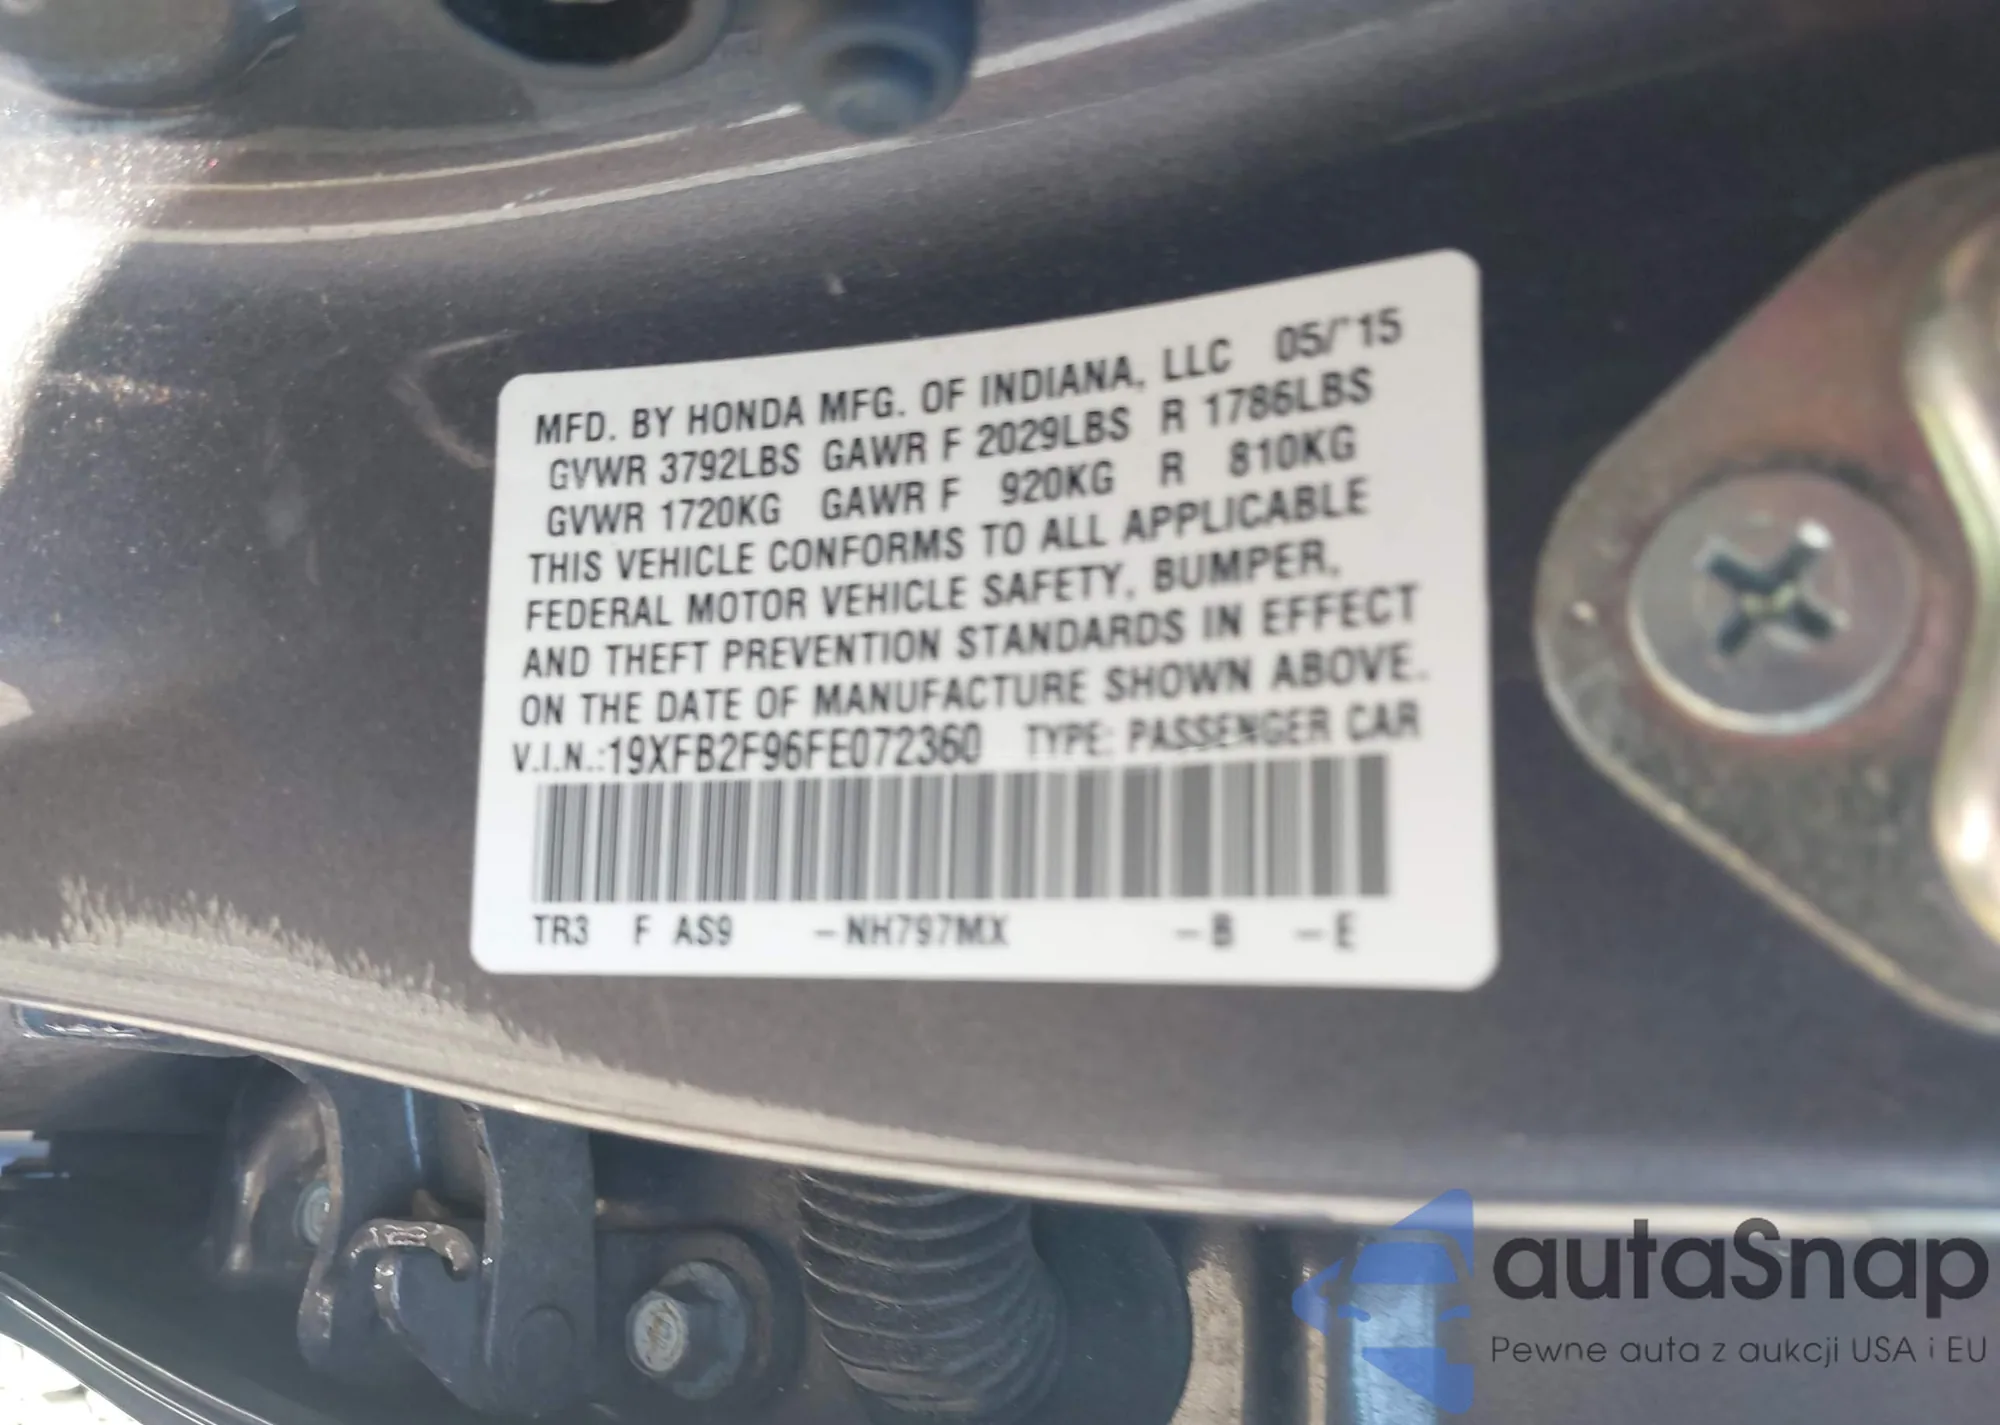 MFD. BY HONDA MFG. OF INDIANA, LLC 05/'15
GVWR 3792LBS GAWR F 2029LBS R 1786LBS
GVWR 1720KG GAWR F 920KG R 810KG
THIS VEHICLE CONFORMS TO ALL APPLICABLE
FEDERAL MOTOR VEHICLE SAFETY, BUMPER,
AND THEFT PREVENTION STANDARDS IN EFFECT
ON THE DATE OF MANUFACTURE SHOWN ABOVE.
V.I.N.:19XFB2F96FE072360 TYPE: PASSENGER CAR
TR3 F AS9 -NH797MX -B -E
autaSnap
Pewne auta z aukcji USA i EU